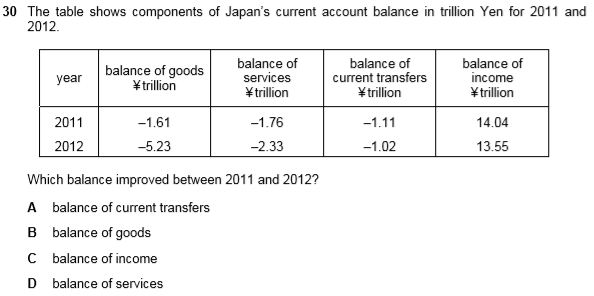 30 The table shows components of Japan's current account balance in trillion Yen for 2011 and
2012.
year
balance of goods
¥trillion
balance of
services
¥trillion
balance of
current transfers
¥trillion
balance of
income
¥trillion
2011 –1.61 –1.76 –1.11 14.04
2012 –5.23 –2.33 –1.02 13.55
Which balance improved between 2011 and 2012?
A balance of current transfers
B balance of goods
C balance of income
D balance of services